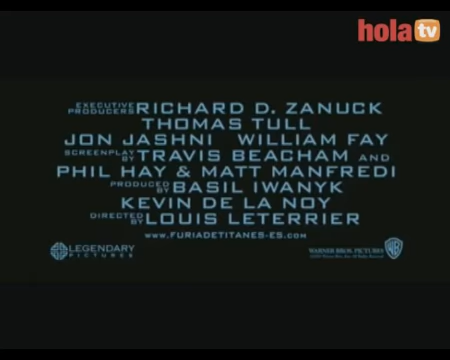 hola tv
EXECUTIVE PRODUCERS RICHARD D. ZANUCK
THOMAS TULL
JON JASHNI WILLIAM FAY
SCREENPLAY BY TRAVIS BEACHAM AND
PHIL HAY & MATT MANFREDI
PRODUCED BY BASIL IWANYK
KEVIN DE LA NOY
DIRECTED BY LOUIS LETERRIER
WWW.FURIADETITANES-ES.COM
LEGENDARY PICTURES
WARNER BROS. PICTURES
WB